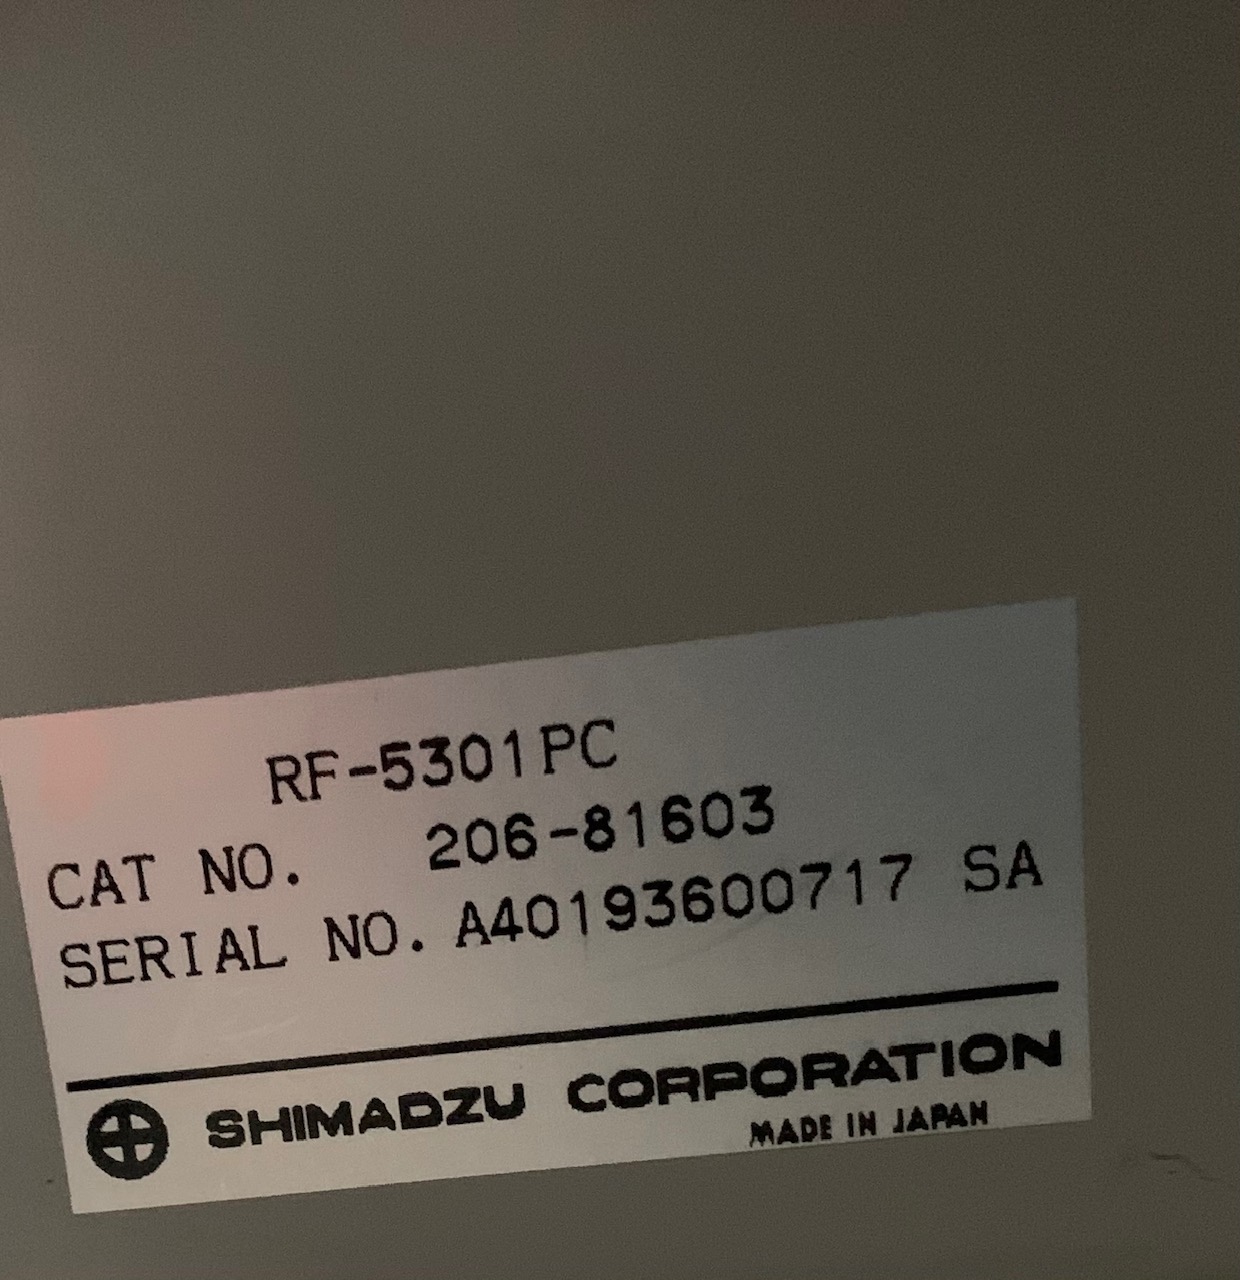 RF-5301PC
CAT NO. 206-81603
SERIAL NO. A40193600717 SA
SHIMADZU CORPORATION
MADE IN JAPAN